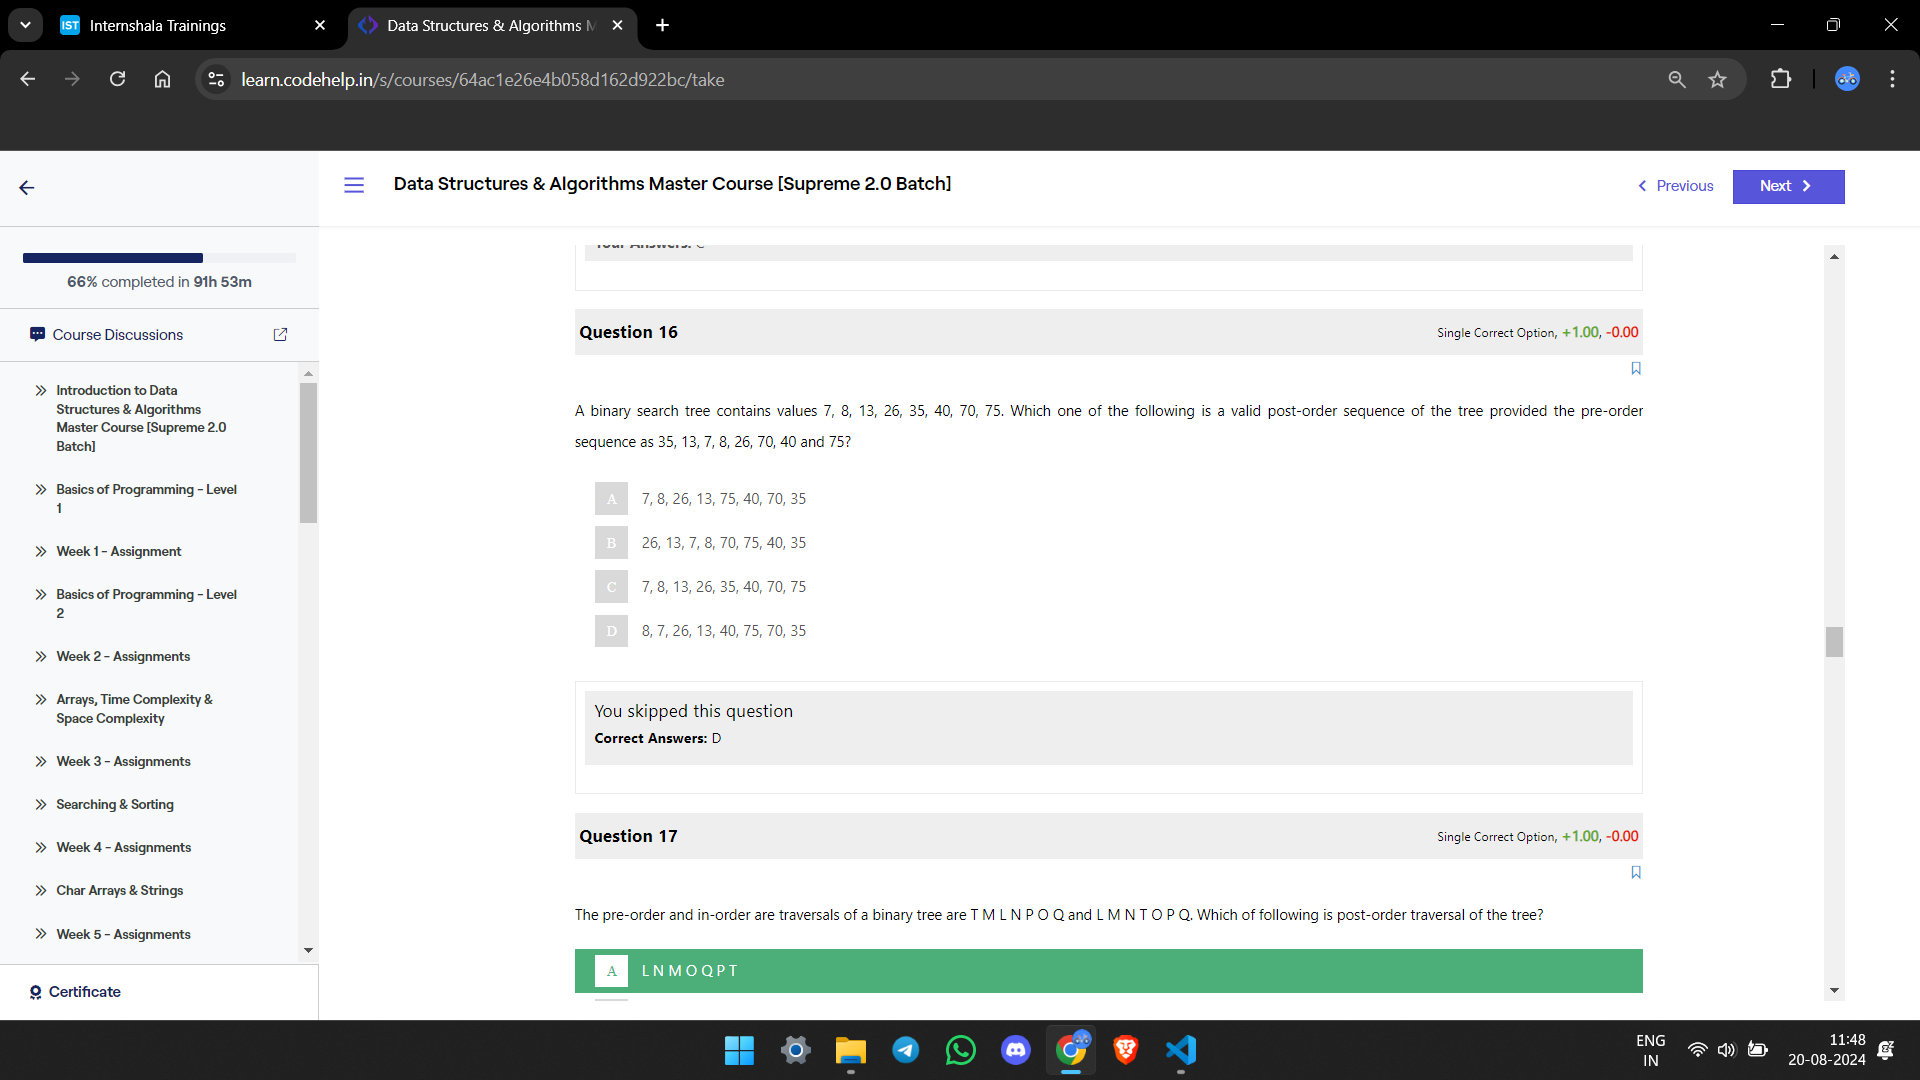 Internshala Trainings
Data Structures & Algorithms M
learn.codehelp.in/s/courses/64ac1e26e4b058d162d922bc/take
Data Structures & Algorithms Master Course [Supreme 2.0 Batch]
Previous
Next
66% completed in 91h 53m
Course Discussions
Introduction to Data
Structures & Algorithms
Master Course [Supreme 2.0
Batch]
Basics of Programming - Level
1
Week 1 - Assignment
Basics of Programming - Level
2
Week 2 - Assignments
Arrays, Time Complexity &
Space Complexity
Week 3 - Assignments
Searching & Sorting
Week 4 - Assignments
Char Arrays & Strings
Week 5 - Assignments
Certificate
Your Answers: C
Question 16
Single Correct Option, +1.00, -0.00
A binary search tree contains values 7, 8, 13, 26, 35, 40, 70, 75. Which one of the following is a valid post-order sequence of the tree provided the pre-order
sequence as 35, 13, 7, 8, 26, 70, 40 and 75?
A 7, 8, 26, 13, 75, 40, 70, 35
B 26, 13, 7, 8, 70, 75, 40, 35
C 7, 8, 13, 26, 35, 40, 70, 75
D 8, 7, 26, 13, 40, 75, 70, 35
You skipped this question
Correct Answers: D
Question 17
Single Correct Option, +1.00, -0.00
The pre-order and in-order are traversals of a binary tree are T M L N P O Q and L M N T O P Q. Which of following is post-order traversal of the tree?
A L N M O Q P T
ENG
IN
11:48
20-08-2024